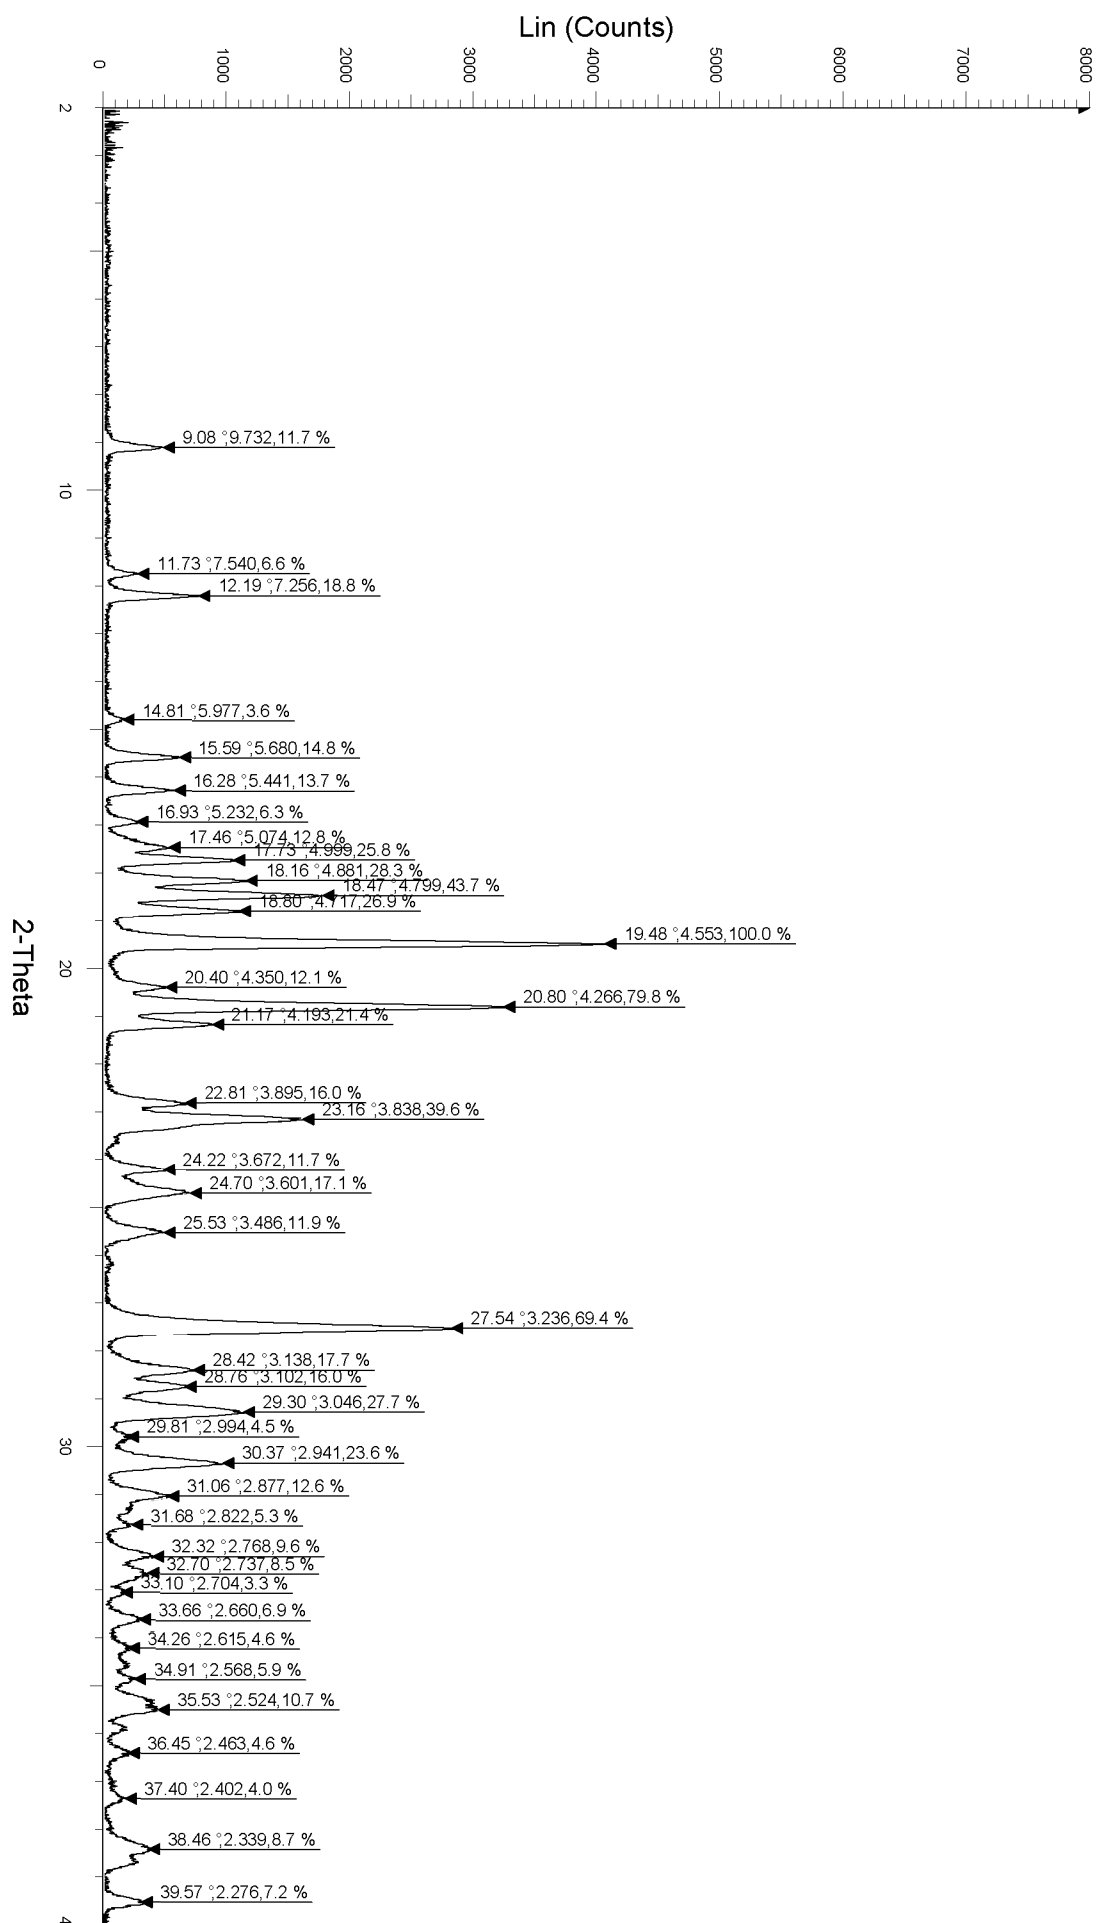 Lin (Counts)
0
1000
2000
3000
4000
5000
6000
7000
8000
2
10
20
30
4
2-Theta
9.08 °,9.732,11.7 %
11.73 °,7.540,6.6 %
12.19 °,7.256,18.8 %
14.81 °,5.977,3.6 %
15.59 °,5.680,14.8 %
16.28 °,5.441,13.7 %
16.93 °,5.232,6.3 %
17.46 °,5.074,12.8 %
17.73 °,4.999,25.8 %
18.16 °,4.881,28.3 %
18.47 °,4.799,43.7 %
18.80 °,4.717,26.9 %
19.48 °,4.553,100.0 %
20.40 °,4.350,12.1 %
20.80 °,4.266,79.8 %
21.17 °,4.193,21.4 %
22.81 °,3.895,16.0 %
23.16 °,3.838,39.6 %
24.22 °,3.672,11.7 %
24.70 °,3.601,17.1 %
25.53 °,3.486,11.9 %
27.54 °,3.236,69.4 %
28.42 °,3.138,17.7 %
28.76 °,3.102,16.0 %
29.30 °,3.046,27.7 %
29.81 °,2.994,4.5 %
30.37 °,2.941,23.6 %
31.06 °,2.877,12.6 %
31.68 °,2.822,5.3 %
32.32 °,2.768,9.6 %
32.70 °,2.737,8.5 %
33.10 °,2.704,3.3 %
33.66 °,2.660,6.9 %
34.26 °,2.615,4.6 %
34.91 °,2.568,5.9 %
35.53 °,2.524,10.7 %
36.45 °,2.463,4.6 %
37.40 °,2.402,4.0 %
38.46 °,2.339,8.7 %
39.57 °,2.276,7.2 %